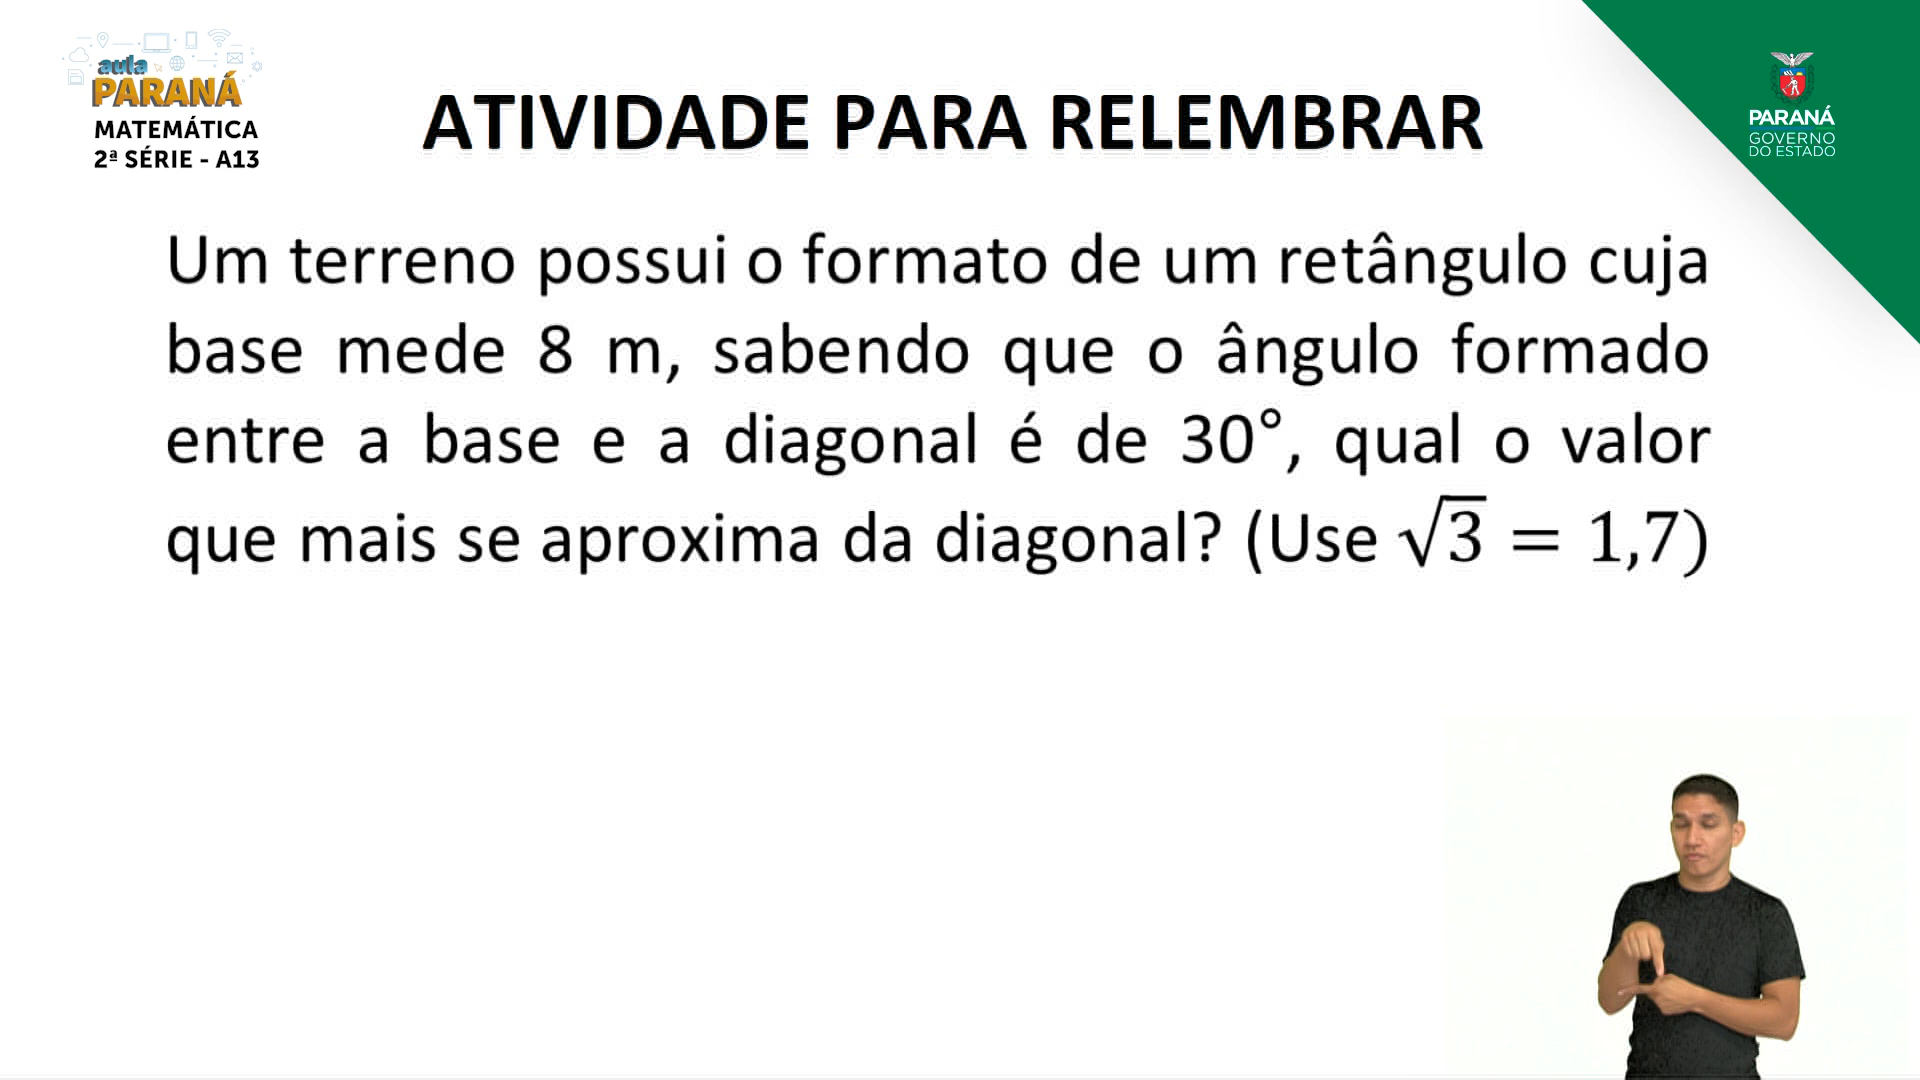 aula
PARANÁ
MATEMÁTICA
2ª SÉRIE - A13
ATIVIDADE PARA RELEMBRAR
PARANÁ
GOVERNO
DO ESTADO
Um terreno possui o formato de um retângulo cuja
base mede 8 m, sabendo que o ângulo formado
entre a base e a diagonal é de 30°, qual o valor
que mais se aproxima da diagonal? (Use √3 = 1,7)